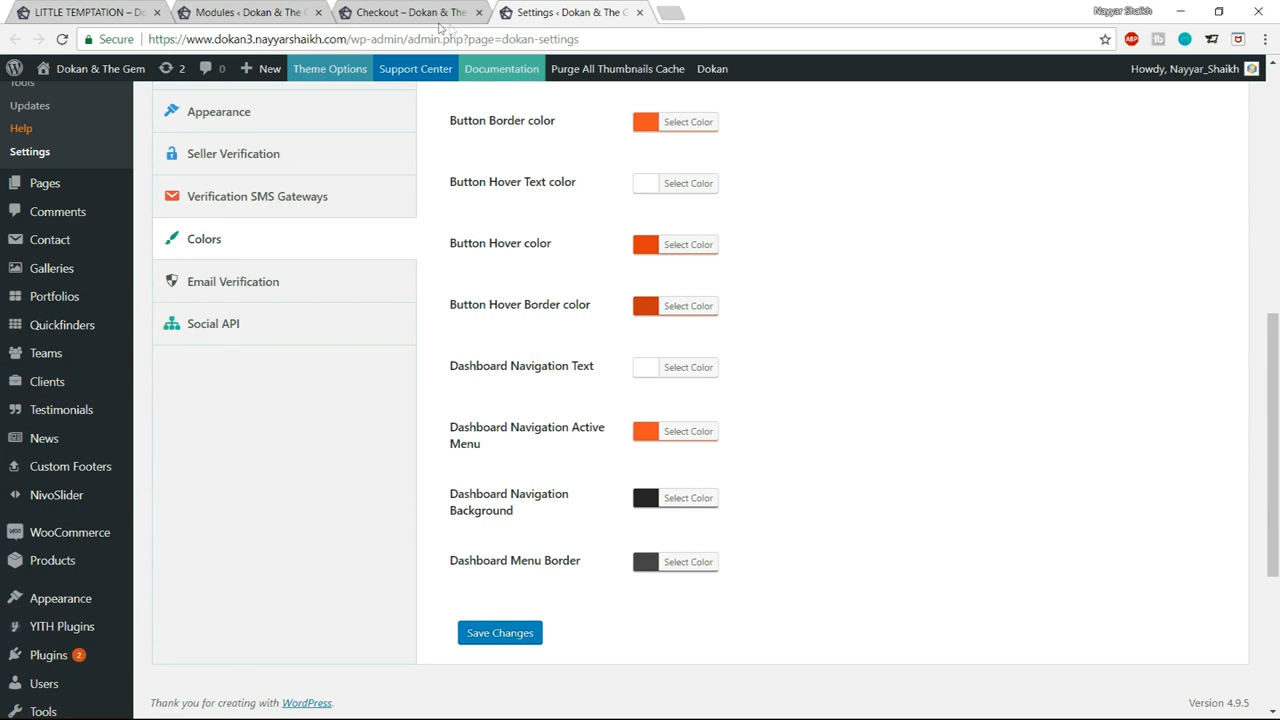 LITTLE TEMPTATION – Do
Modules ‹ Dokan & The G
Checkout – Dokan & The
Settings ‹ Dokan & The G
Nayyar Shaikh
Secure
https://www.dokan3.nayyarshaikh.com/wp-admin/admin.php?page=dokan-settings
ABP
Dokan & The Gem
2
0
New
Theme Options
Support Center
Documentation
Purge All Thumbnails Cache
Dokan
Howdy, Nayyar_Shaikh
Tools
Updates
Help
Settings
Pages
Comments
Contact
Galleries
Portfolios
Quickfinders
Teams
Clients
Testimonials
News
Custom Footers
NivoSlider
WooCommerce
Products
Appearance
YITH Plugins
Plugins 2
Users
Tools
Appearance
Seller Verification
Verification SMS Gateways
Colors
Email Verification
Social API
Button Border color
Select Color
Button Hover Text color
Select Color
Button Hover color
Select Color
Button Hover Border color
Select Color
Dashboard Navigation Text
Select Color
Dashboard Navigation Active
Menu
Select Color
Dashboard Navigation
Background
Select Color
Dashboard Menu Border
Select Color
Save Changes
Thank you for creating with WordPress.
Version 4.9.5